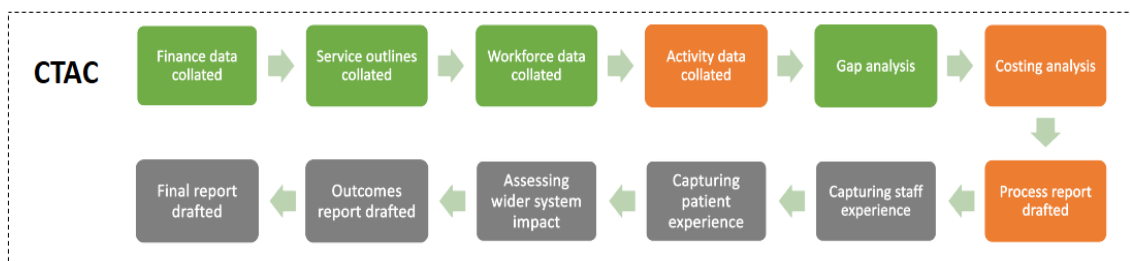 CTAC
Finance data
collated
Service outlines
collated
Workforce data
collated
Activity data
collated
Gap analysis
Costing analysis
Process report
drafted
Capturing staff
experience
Capturing
patient
experience
Assessing
wider system
impact
Outcomes
report drafted
Final report
drafted